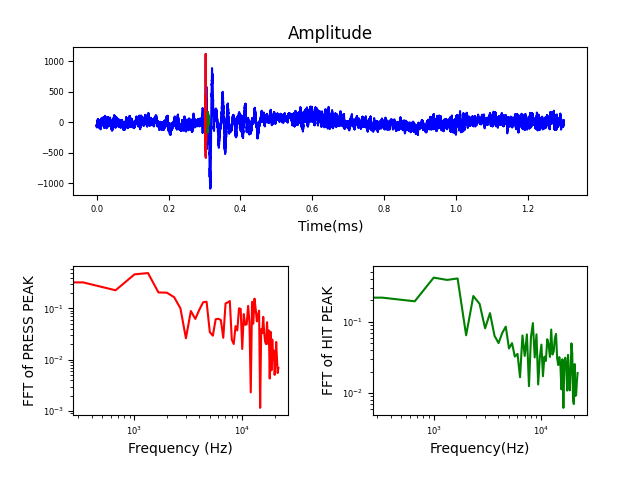 Amplitude
1000
500
0
−500
−1000
0.0 0.2 0.4 0.6 0.8 1.0 1.2
Time(ms)
FFT of PRESS PEAK
10⁻¹
10⁻²
10⁻³
10³ 10⁴
Frequency (Hz)
FFT of HIT PEAK
10⁻¹
10⁻²
10³ 10⁴
Frequency(Hz)